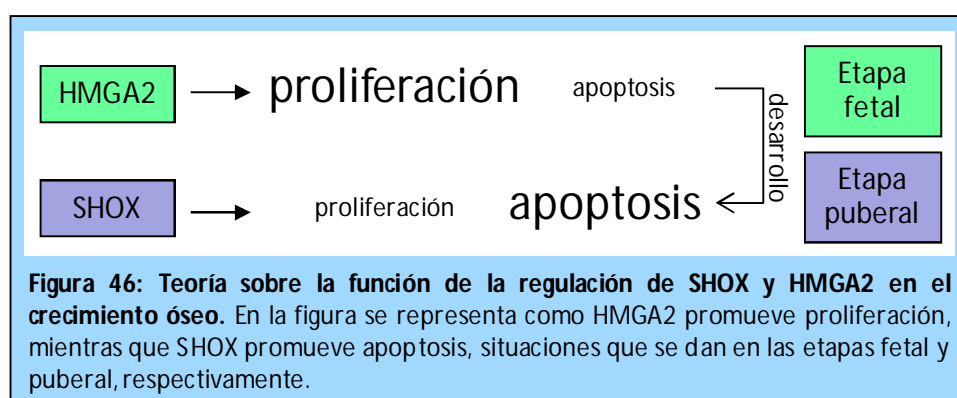 HMGA2 proliferación apoptosis Etapa
fetal
desarrollo
SHOX proliferación apoptosis Etapa
puberal
Figura 46: Teoría sobre la función de la regulación de SHOX y HMGA2 en el
crecimiento óseo. En la figura se representa como HMGA2 promueve proliferación,
mientras que SHOX promueve apoptosis, situaciones que se dan en las etapas fetal y
puberal, respectivamente.